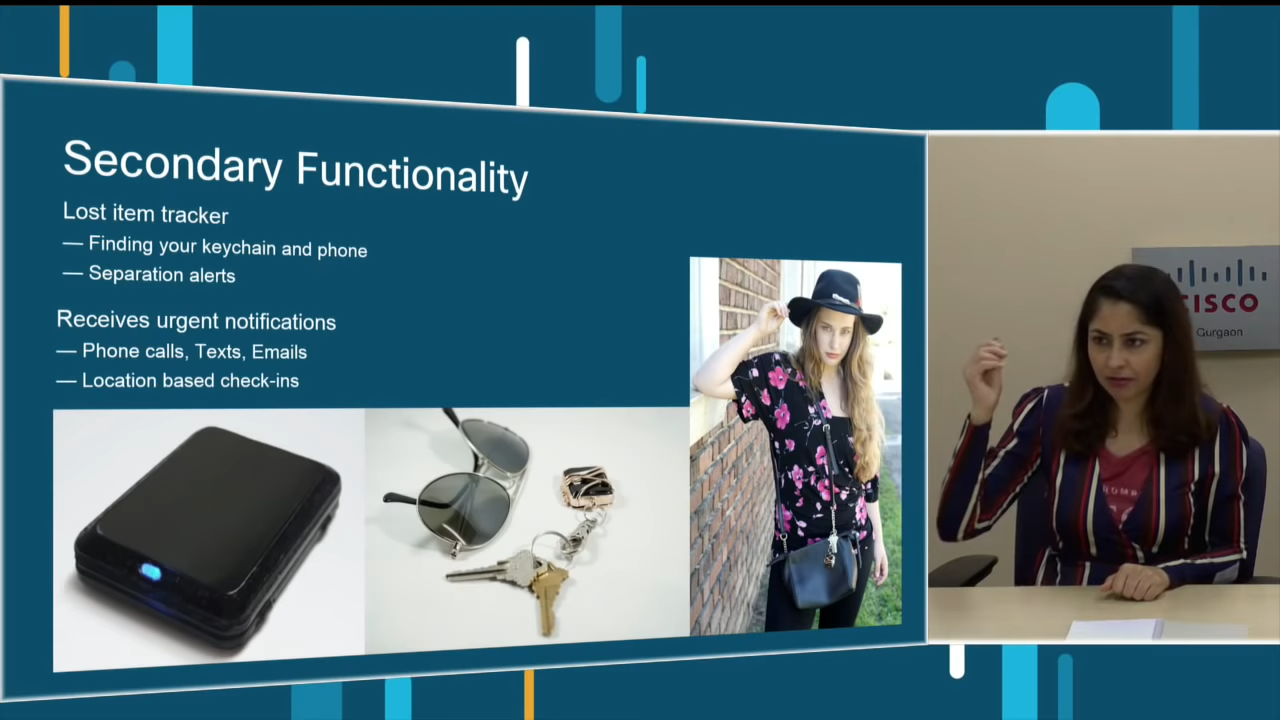 Secondary Functionality
Lost item tracker
— Finding your keychain and phone
— Separation alerts
Receives urgent notifications
— Phone calls, Texts, Emails
— Location based check-ins
CISCO
Gurgaon